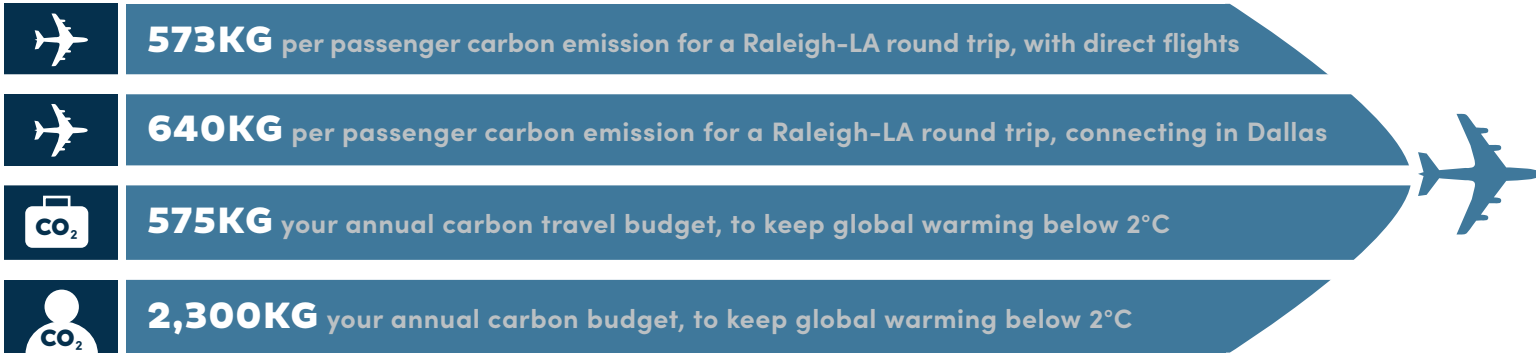 573KG per passenger carbon emission for a Raleigh-LA round trip, with direct flights
640KG per passenger carbon emission for a Raleigh-LA round trip, connecting in Dallas
CO₂
575KG your annual carbon travel budget, to keep global warming below 2°C
CO₂
2,300KG your annual carbon budget, to keep global warming below 2°C